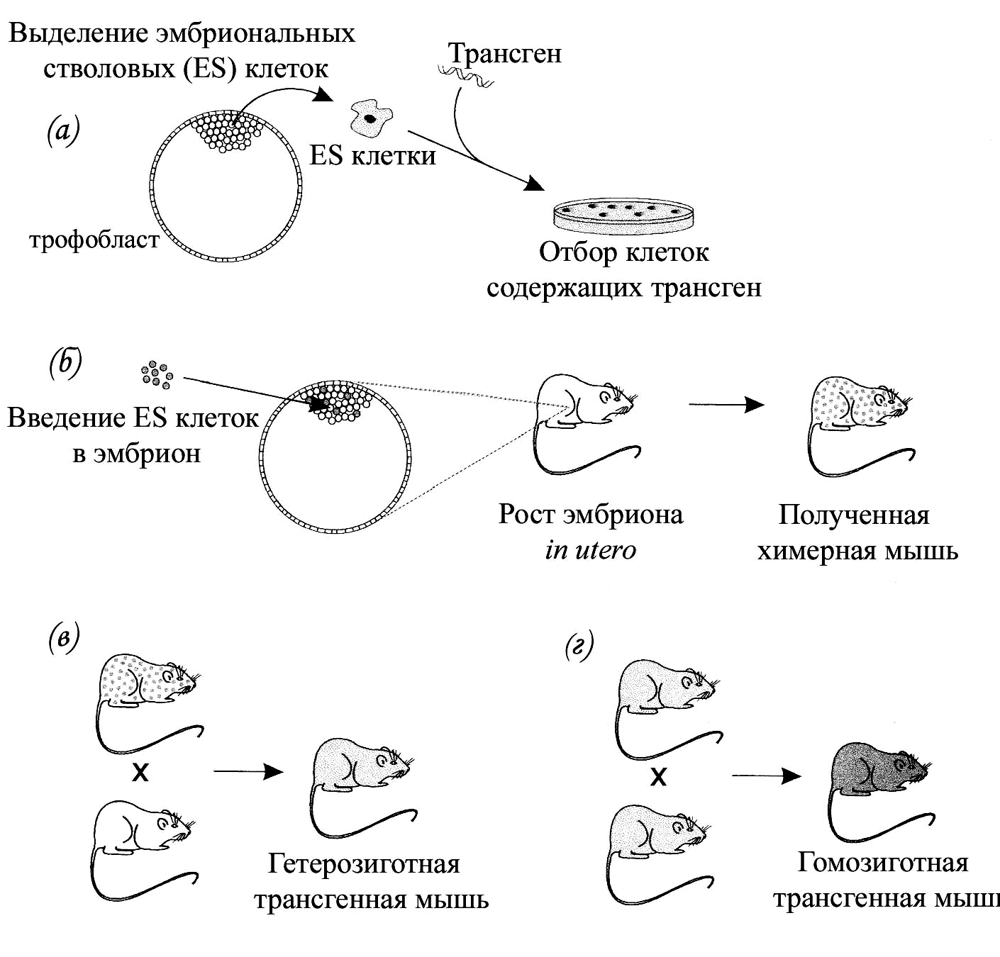 Выделение эмбриональных
стволовых (ES) клеток
Трансген
(а)
ES клетки
трофобласт
Отбор клеток
содержащих трансген
(б)
Введение ES клеток
в эмбрион
Рост эмбриона
in utero
Полученная
химерная мышь
(в)
X
Гетерозиготная
трансгенная мышь
(г)
X
Гомозиготная
трансгенная мыш